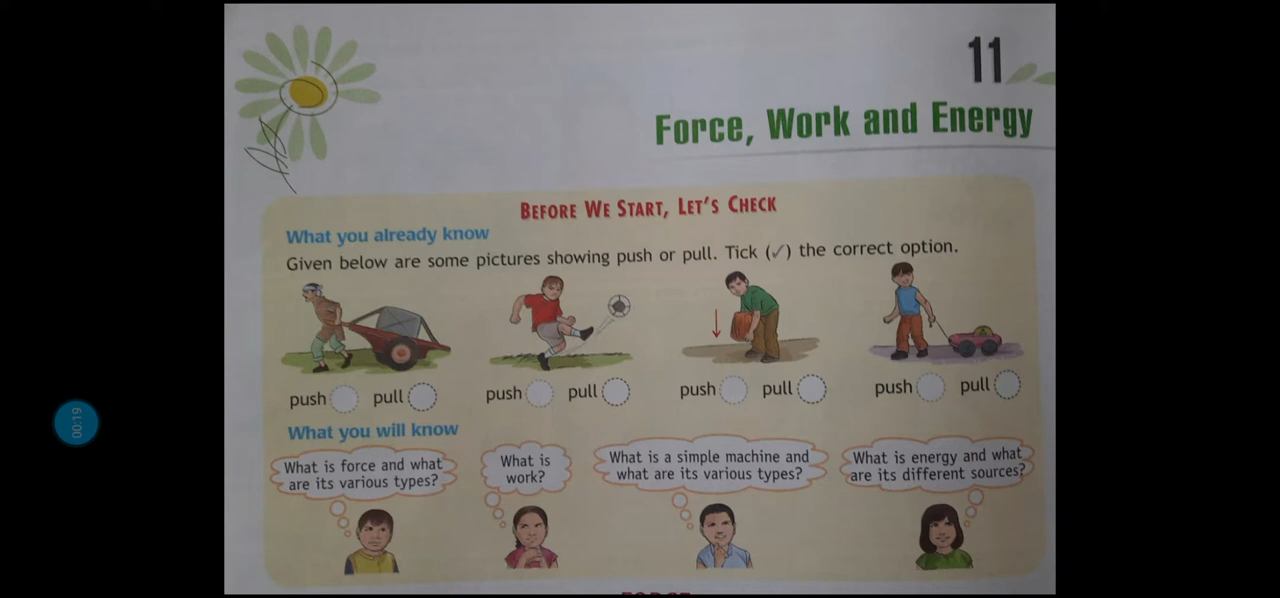 11
Force, Work and Energy
BEFORE WE START, LET'S CHECK
What you already know
Given below are some pictures showing push or pull. Tick (✓) the correct option.
push pull push pull push pull push pull
What you will know
What is force and what
are its various types?
What is
work?
What is a simple machine and
what are its various types?
What is energy and what
are its different sources?
00:19